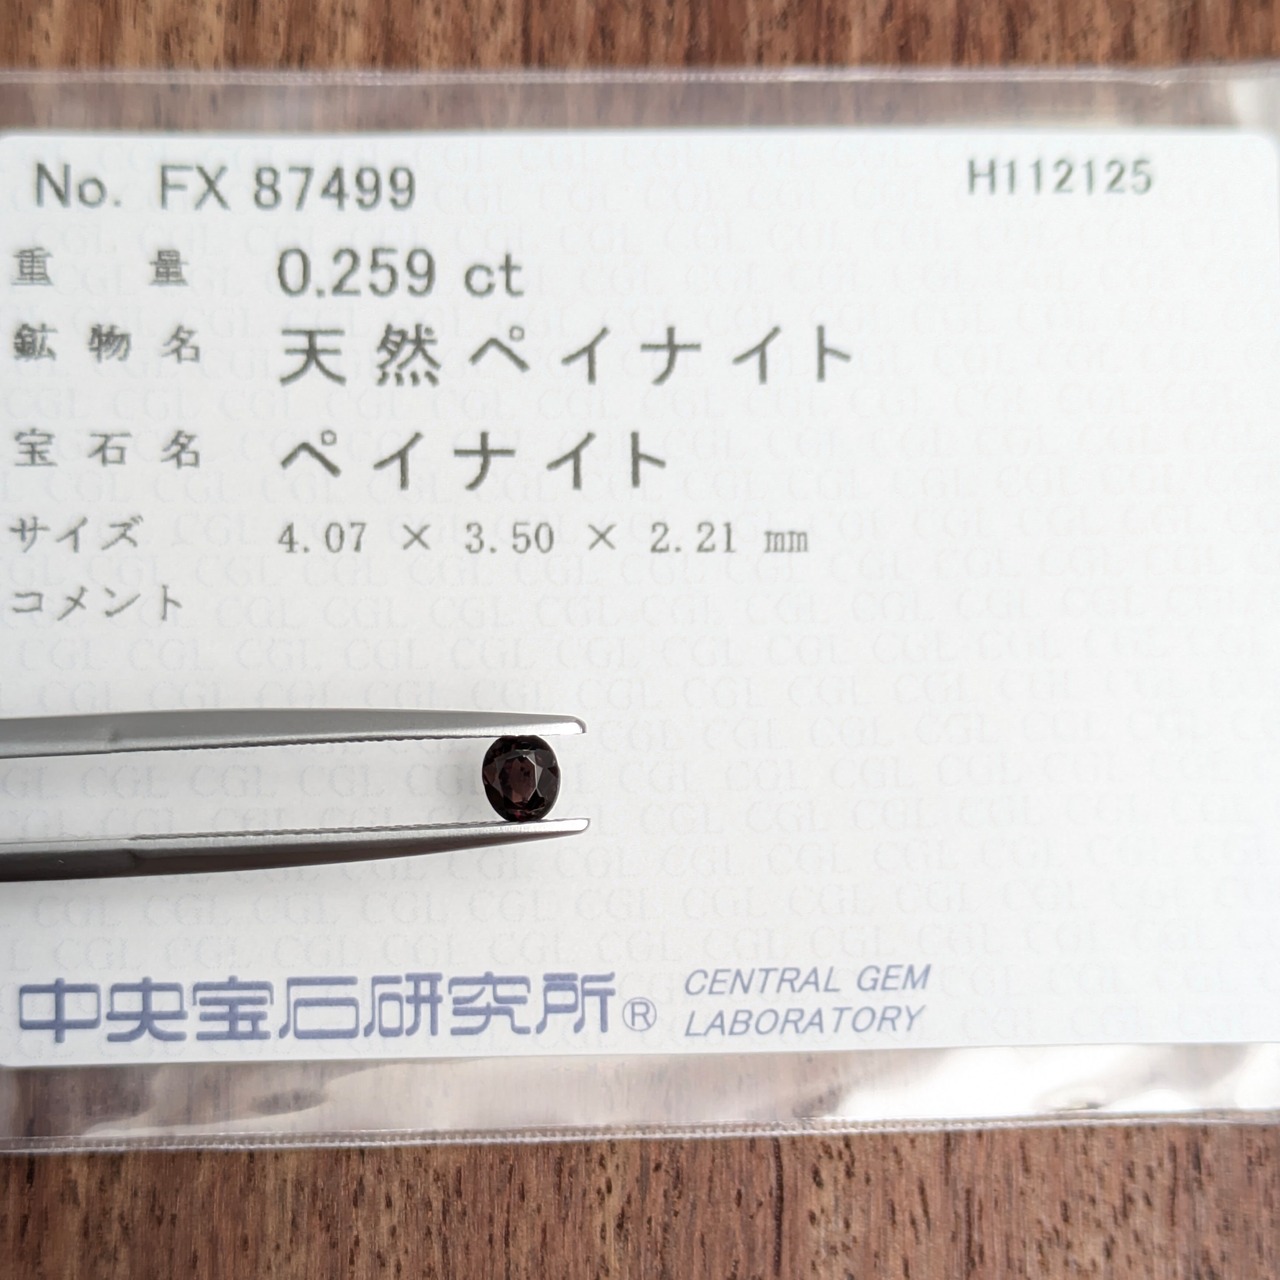 No. FX 87499 H112125
重量 0.259 ct
鉱物名 天然ペイナイト
宝石名 ペイナイト
サイズ 4.07 × 3.50 × 2.21 mm
コメント
中央宝石研究所® CENTRAL GEM
LABORATORY